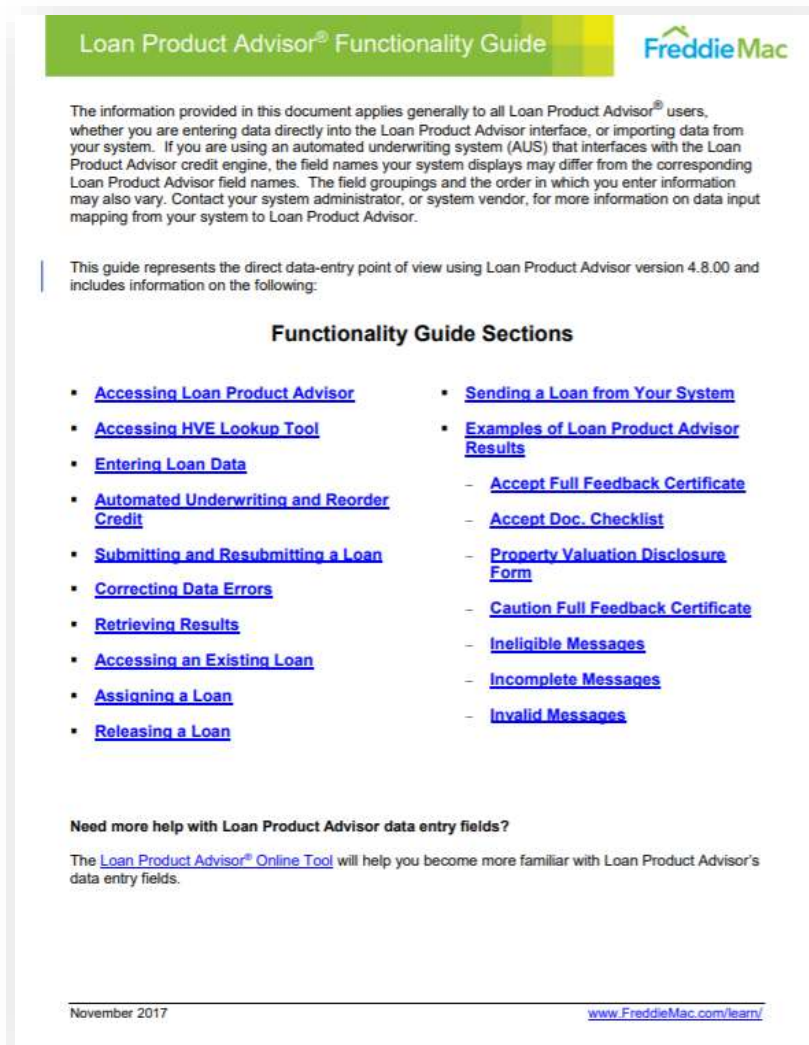 Loan Product Advisor® Functionality Guide
FreddieMac
The information provided in this document applies generally to all Loan Product Advisor® users,
whether you are entering data directly into the Loan Product Advisor interface, or importing data from
your system. If you are using an automated underwriting system (AUS) that interfaces with the Loan
Product Advisor credit engine, the field names your system displays may differ from the corresponding
Loan Product Advisor field names. The field groupings and the order in which you enter information
may also vary. Contact your system administrator, or system vendor, for more information on data input
mapping from your system to Loan Product Advisor.
This guide represents the direct data-entry point of view using Loan Product Advisor version 4.8.00 and
includes information on the following:
Functionality Guide Sections
▪ Accessing Loan Product Advisor
▪ Accessing HVE Lookup Tool
▪ Entering Loan Data
▪ Automated Underwriting and Reorder
Credit
▪ Submitting and Resubmitting a Loan
▪ Correcting Data Errors
▪ Retrieving Results
▪ Accessing an Existing Loan
▪ Assigning a Loan
▪ Releasing a Loan
▪ Sending a Loan from Your System
▪ Examples of Loan Product Advisor
Results
– Accept Full Feedback Certificate
– Accept Doc. Checklist
– Property Valuation Disclosure
Form
– Caution Full Feedback Certificate
– Ineligible Messages
– Incomplete Messages
– Invalid Messages
Need more help with Loan Product Advisor data entry fields?
The Loan Product Advisor® Online Tool will help you become more familiar with Loan Product Advisor's
data entry fields.
November 2017
www.FreddieMac.com/learn/